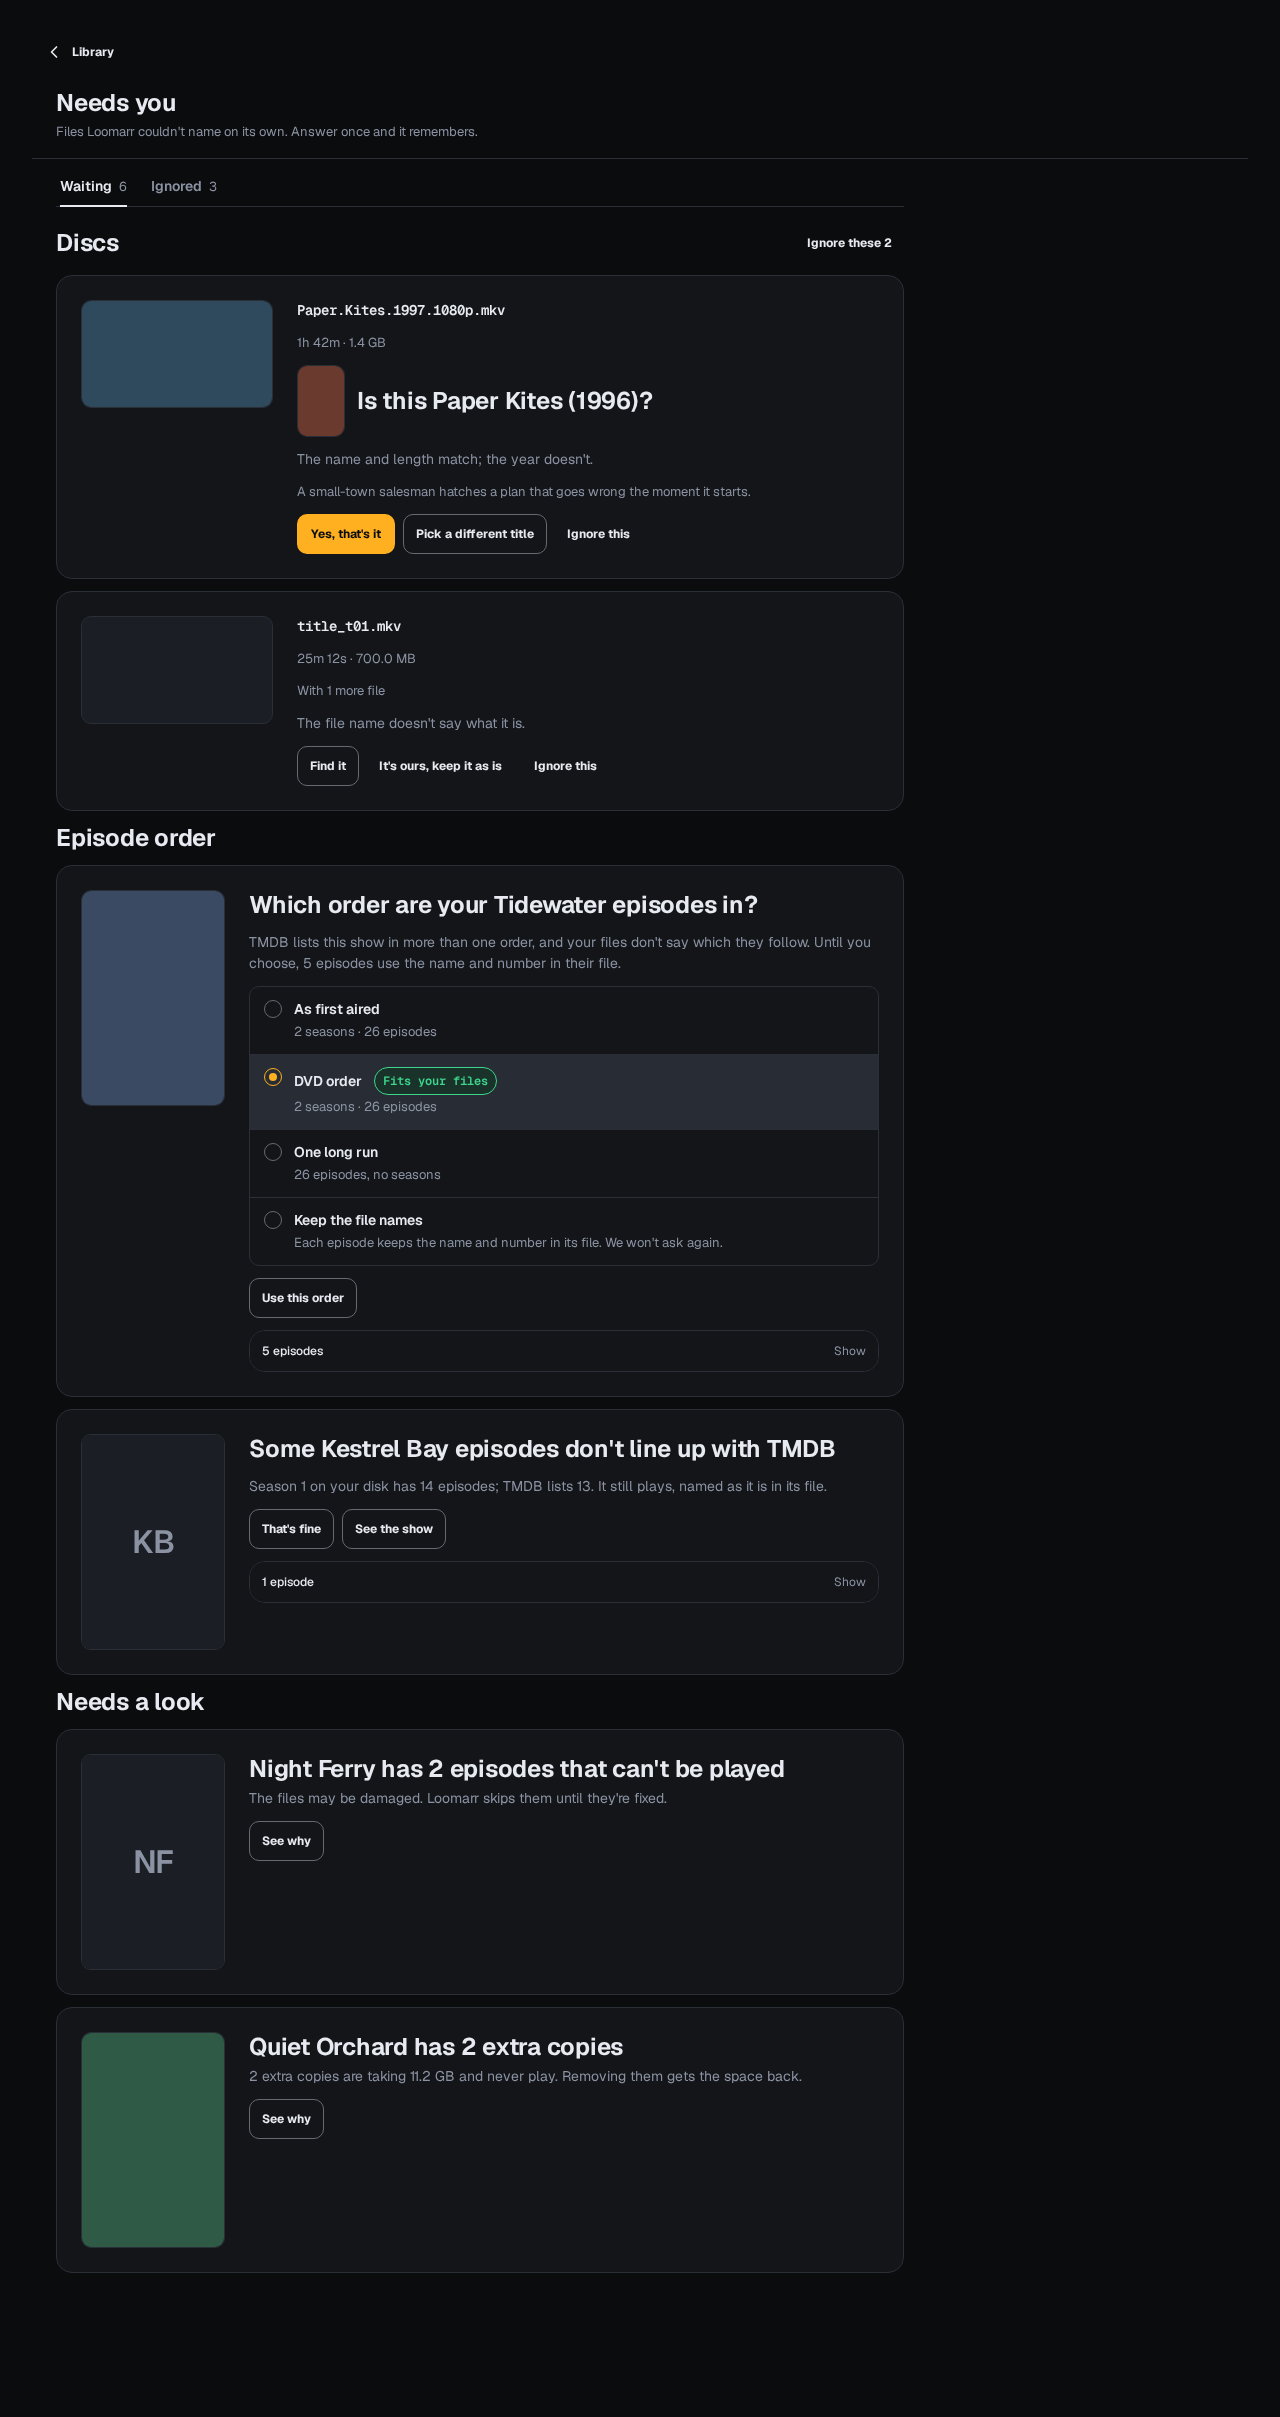 Library
Needs you
Files Loomarr couldn't name on its own. Answer once and it remembers.
Waiting 6 Ignored 3
Discs Ignore these 2
Paper.Kites.1997.1080p.mkv
1h 42m · 1.4 GB
Is this Paper Kites (1996)?
The name and length match; the year doesn't.
A small-town salesman hatches a plan that goes wrong the moment it starts.
Yes, that's it Pick a different title Ignore this
title_t01.mkv
25m 12s · 700.0 MB
With 1 more file
The file name doesn't say what it is.
Find it It's ours, keep it as is Ignore this
Episode order
Which order are your Tidewater episodes in?
TMDB lists this show in more than one order, and your files don't say which they follow. Until you
choose, 5 episodes use the name and number in their file.
As first aired
2 seasons · 26 episodes
DVD order Fits your files
2 seasons · 26 episodes
One long run
26 episodes, no seasons
Keep the file names
Each episode keeps the name and number in its file. We won't ask again.
Use this order
5 episodes Show
Some Kestrel Bay episodes don't line up with TMDB
Season 1 on your disk has 14 episodes; TMDB lists 13. It still plays, named as it is in its file.
KB
That's fine See the show
1 episode Show
Needs a look
Night Ferry has 2 episodes that can't be played
The files may be damaged. Loomarr skips them until they're fixed.
See why
NF
Quiet Orchard has 2 extra copies
2 extra copies are taking 11.2 GB and never play. Removing them gets the space back.
See why